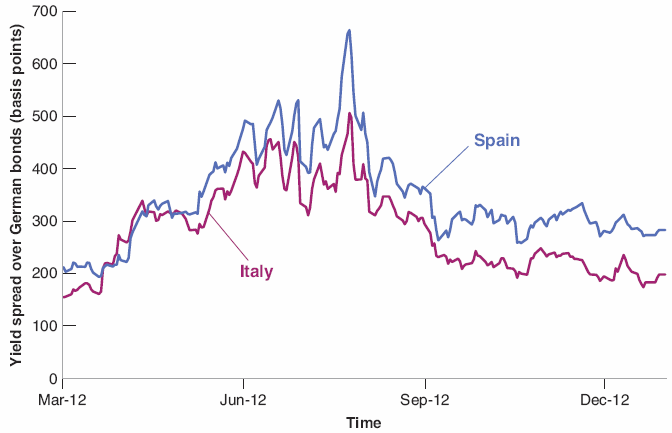 Yield spread over German bonds (basis points)
700
600
500
400
300
200
100
0
Spain
Italy
Mar-12
Jun-12
Sep-12
Dec-12
Time